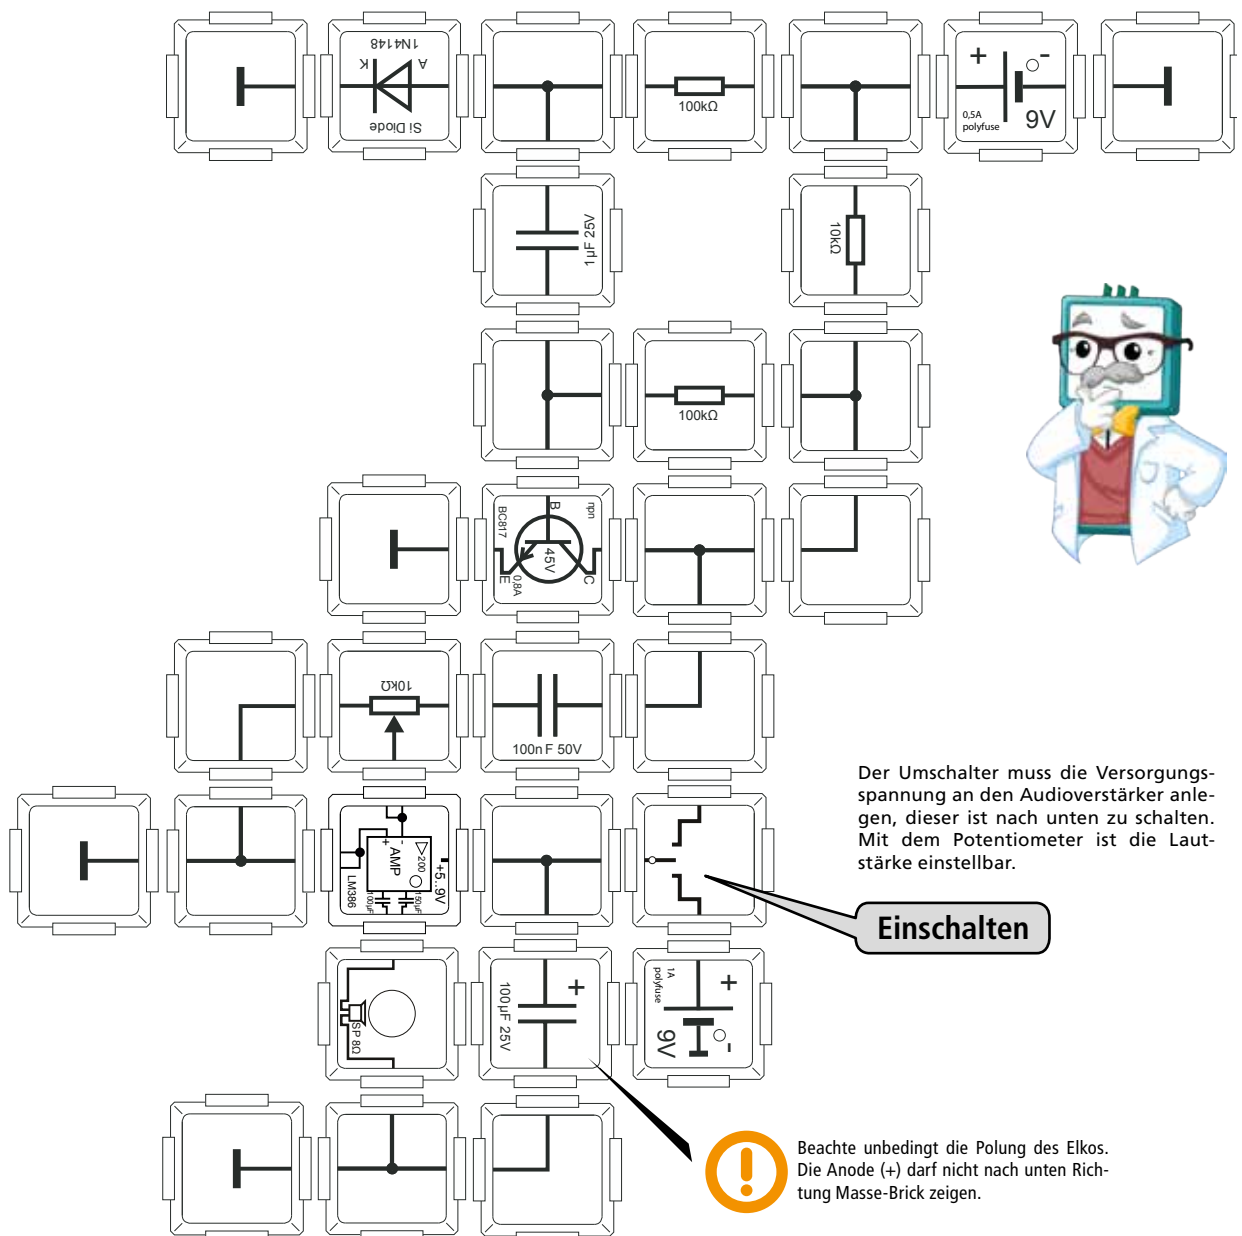 1N4148
K A
Si Diode
100kΩ
+ -
0,5A
polyfuse
9V
1µF 25V
10kΩ
100kΩ
BC817
B
npn
45V
E
0,8A
C
10kΩ
100nF 50V
Der Umschalter muss die Versorgungs-
spannung an den Audioverstärker anle-
gen, dieser ist nach unten zu schalten.
Mit dem Potentiometer ist die Laut-
stärke einstellbar.
+ -
AMP
200
+5..9V
LM386
100µF
150µF
Einschalten
SP 8Ω
+
100µF 25V
1A
polyfuse
+
9V
-
Beachte unbedingt die Polung des Elkos.
Die Anode (+) darf nicht nach unten Rich-
tung Masse-Brick zeigen.